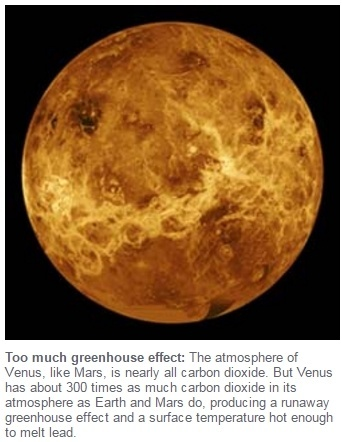 Too much greenhouse effect: The atmosphere of
Venus, like Mars, is nearly all carbon dioxide. But Venus
has about 300 times as much carbon dioxide in its
atmosphere as Earth and Mars do, producing a runaway
greenhouse effect and a surface temperature hot enough
to melt lead.